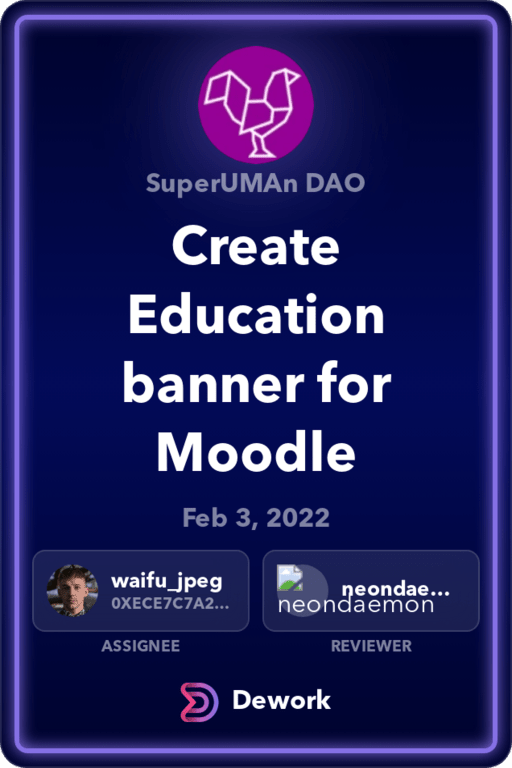 SuperUMAn DAO
Create
Education
banner for
Moodle
Feb 3, 2022
waifu_jpeg
0XECE7C7A2...
neondae...
neondaemon
ASSIGNEE
REVIEWER
Dework